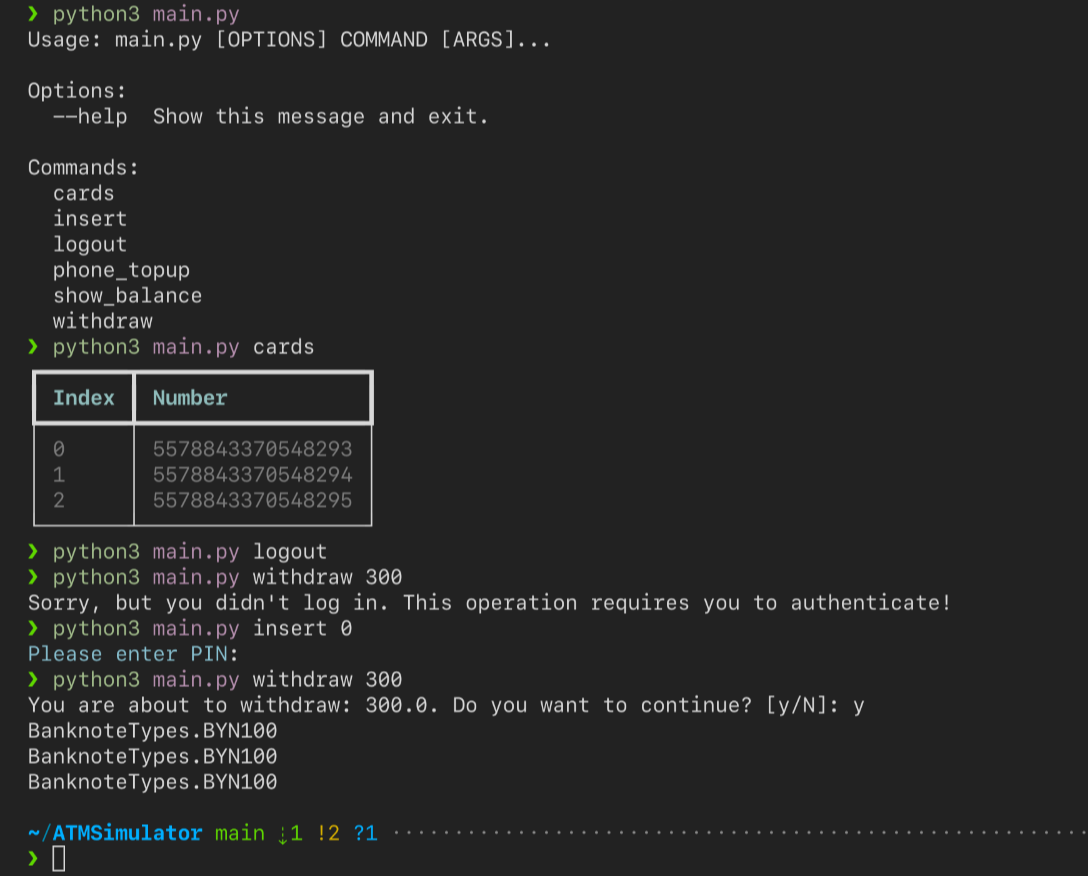 ❯ python3 main.py
Usage: main.py [OPTIONS] COMMAND [ARGS]...
Options:
--help  Show this message and exit.
Commands:
cards
insert
logout
phone_topup
show_balance
withdraw
❯ python3 main.py cards
Index Number
0 5578843370548293
1 5578843370548294
2 5578843370548295
❯ python3 main.py logout
❯ python3 main.py withdraw 300
Sorry, but you didn't log in. This operation requires you to authenticate!
❯ python3 main.py insert 0
Please enter PIN:
❯ python3 main.py withdraw 300
You are about to withdraw: 300.0. Do you want to continue? [y/N]: y
BanknoteTypes.BYN100
BanknoteTypes.BYN100
BanknoteTypes.BYN100
~/ATMSimulator main ⇣1 !2 ?1
❯